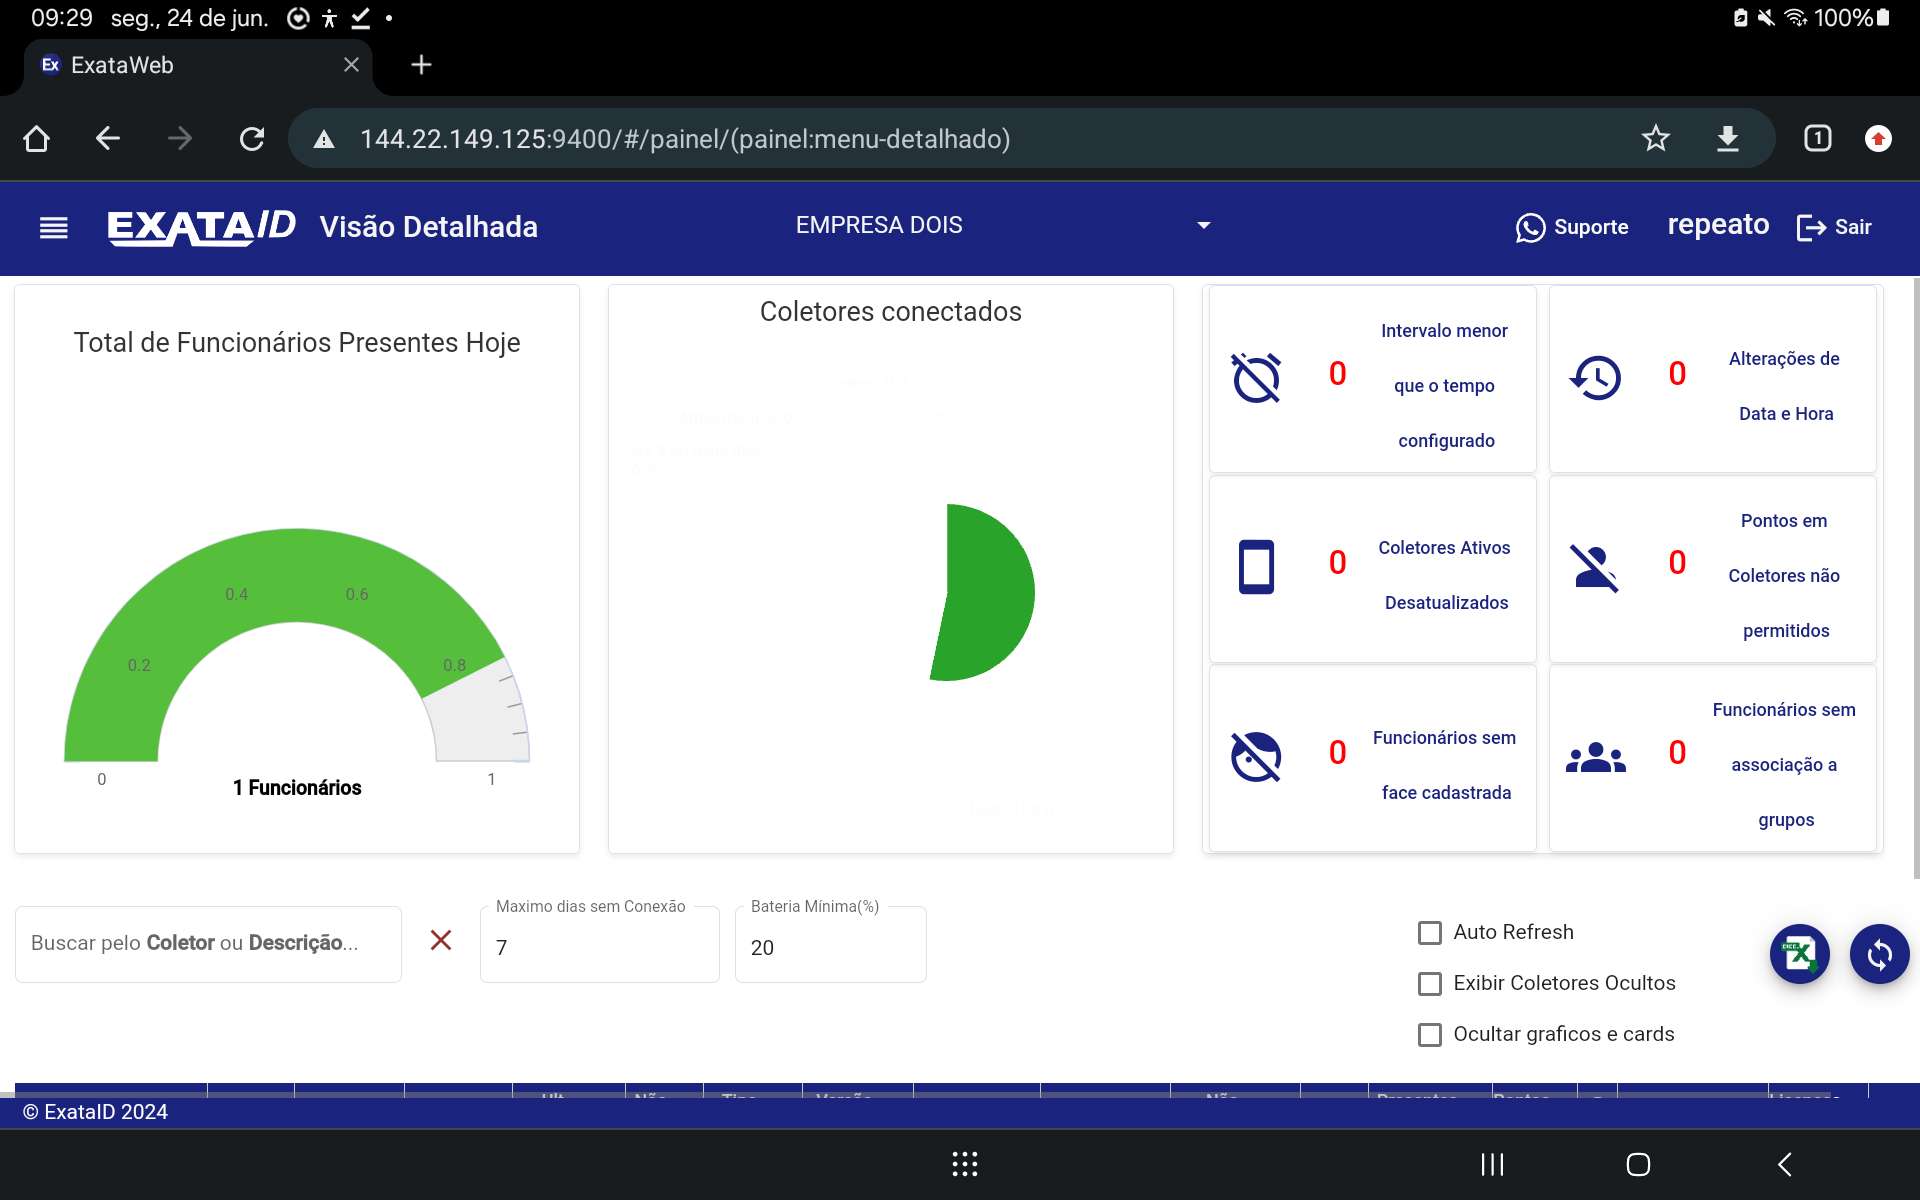 09:29 seg., 24 de jun.
100%
Ex ExataWeb
144.22.149.125:9400/#/painel/(painel:menu-detalhado)
1
EXATAID Visão Detalhada
EMPRESA DOIS
Suporte
repeato
Sair
Total de Funcionários Presentes Hoje
0
0.2
0.4
0.6
0.8
1
1 Funcionários
Coletores conectados
0
Intervalo menor
que o tempo
configurado
0
Alterações de
Data e Hora
0
Coletores Ativos
Desatualizados
0
Pontos em
Coletores não
permitidos
0
Funcionários sem
face cadastrada
0
Funcionários sem
associação a
grupos
Buscar pelo Coletor ou Descrição...
Maximo dias sem Conexão
7
Bateria Mínima(%)
20
Auto Refresh
Exibir Coletores Ocultos
Ocultar graficos e cards
© ExataID 2024